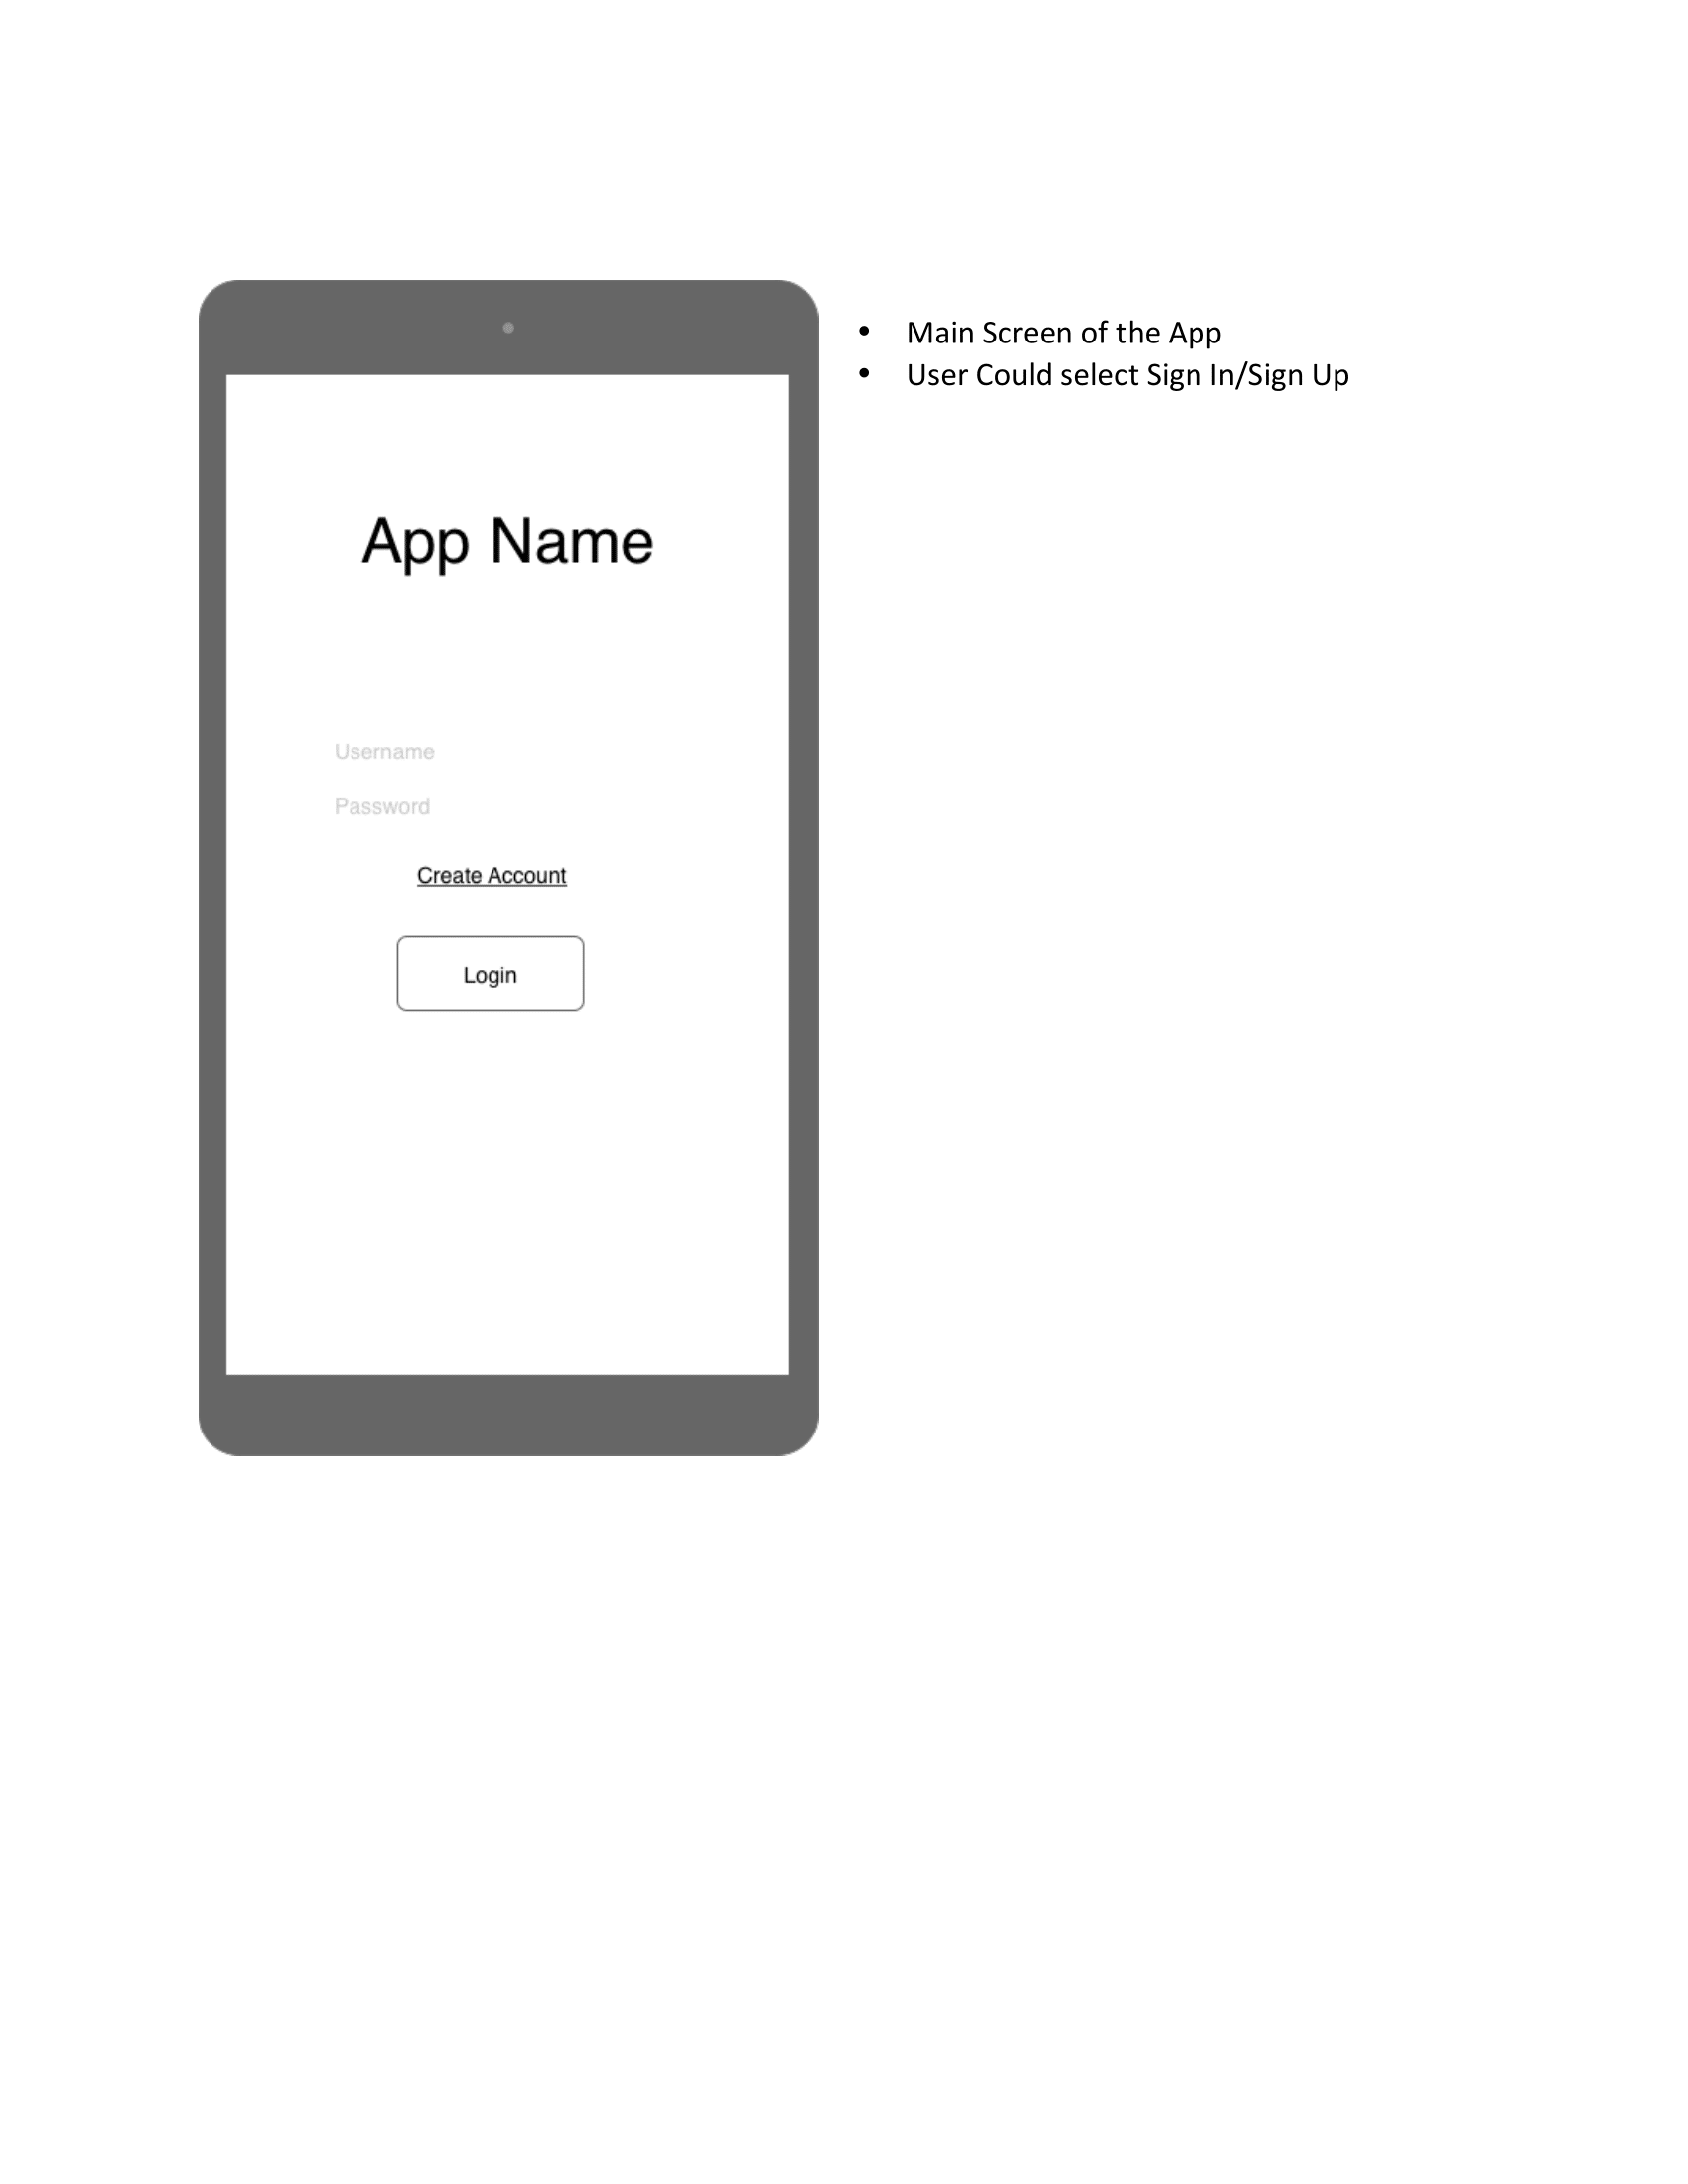 • Main Screen of the App
• User Could select Sign In/Sign Up
App Name
Username
Password
Create Account
Login